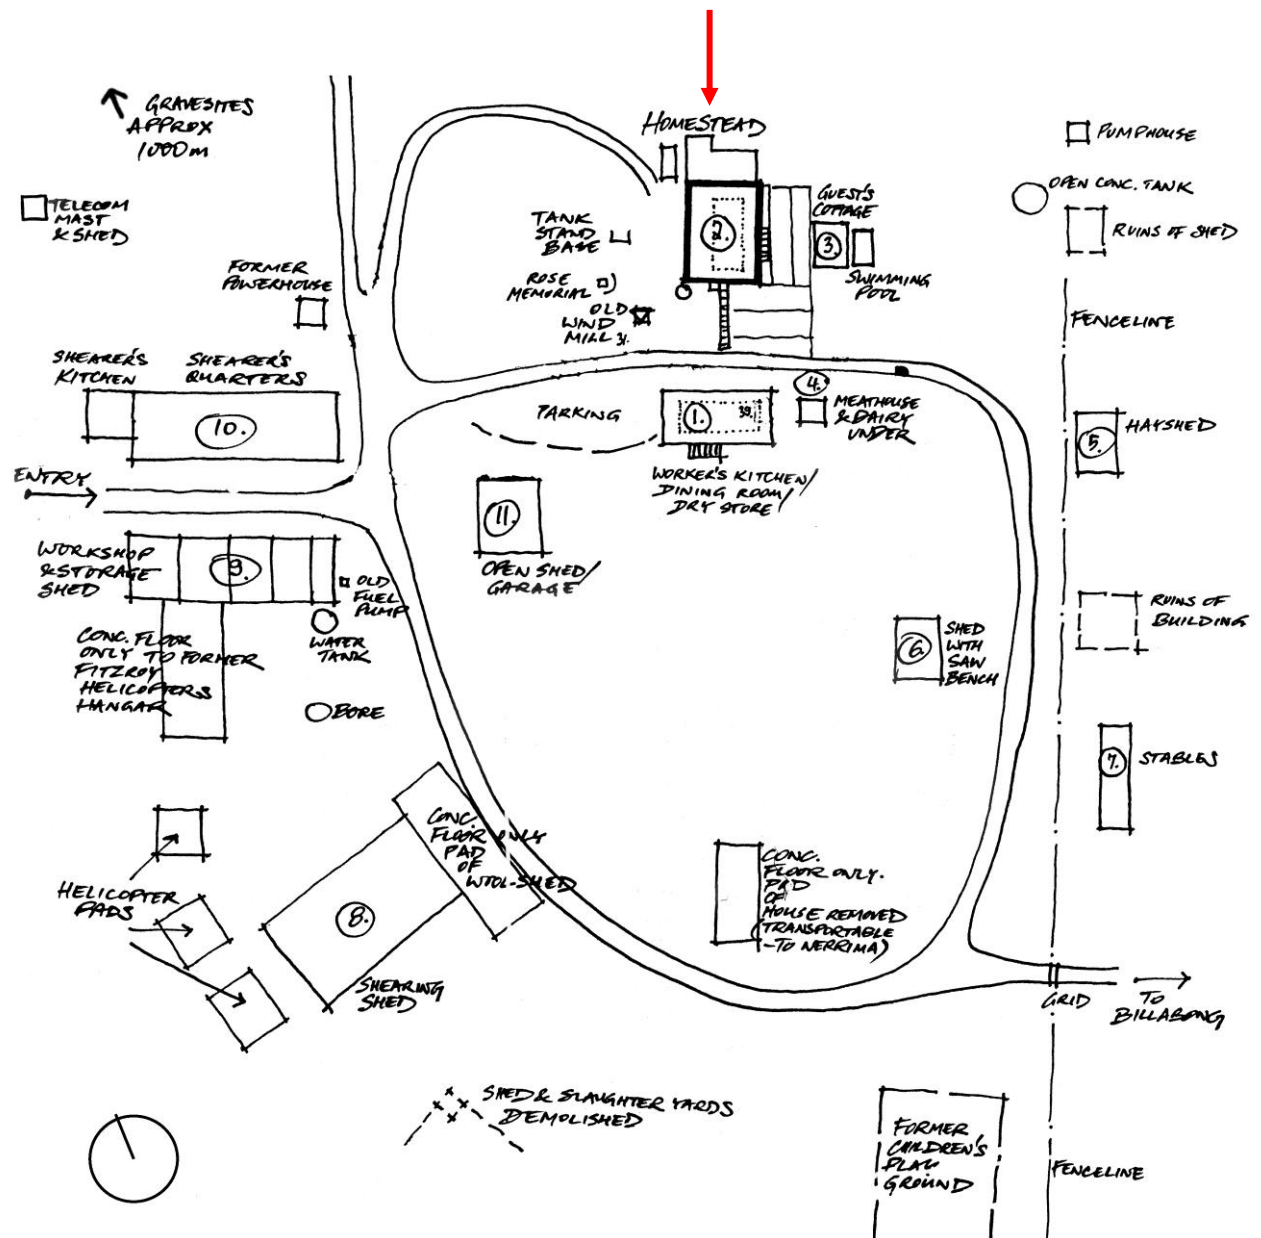 HOMESTEAD
GRAVESITES
APPROX
1000m
PUMPHOUSE
OPEN CONC. TANK
RUINS OF SHED
TELECOM
MAST
& SHED
TANK
STAND
BASE
2.
GUEST'S
COTTAGE
3.
SWIMMING
POOL
FORMER
POWERHOUSE
ROSE
MEMORIAL
OLD
WIND
MILL
FENCELINE
SHEARER'S
KITCHEN
SHEARER'S
QUARTERS
10.
PARKING
1.
39.
4.
MEATHOUSE
& DAIRY
UNDER
5.
HAYSHED
ENTRY
WORKER'S KITCHEN/
DINING ROOM/
DRY STORE
11.
OPEN SHED/
GARAGE
WORKSHOP
& STORAGE
SHED
9.
OLD
FUEL
PUMP
WATER
TANK
CONC. FLOOR
ONLY TO FORMER
FITZROY
HELICOPTERS
HANGAR
BORE
6.
SHED
WITH
SAW
BENCH
RUINS OF
BUILDING
7.
STABLES
CONC.
FLOOR ONLY
PAD
OF
WOOL-SHED
HELICOPTER
PADS
8.
SHEARING
SHED
CONC.
FLOOR ONLY.
PAD
OF
HOUSE REMOVED
(TRANSPORTABLE
-TO NERRIMA)
GRID
TO
BILLABONG
SHED & SLAUGHTER YARDS
DEMOLISHED
FORMER
CHILDREN'S
PLAY
GROUND
FENCELINE